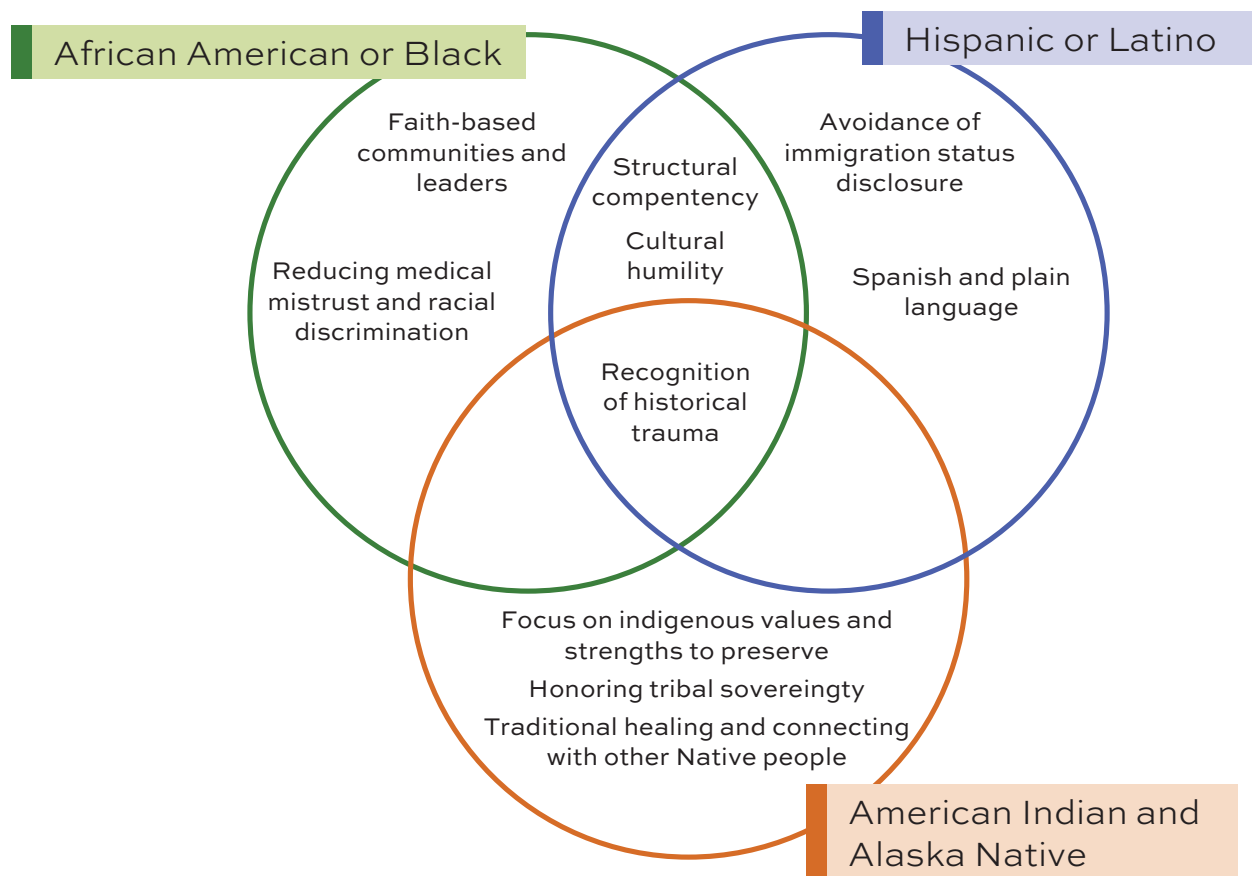 African American or Black
Hispanic or Latino
Faith-based
communities and
leaders
Structural
compentency
Avoidance of
immigration status
disclosure
Cultural
humility
Reducing medical
mistrust and racial
discrimination
Spanish and plain
language
Recognition
of historical
trauma
Focus on indigenous values and
strengths to preserve
Honoring tribal sovereingty
Traditional healing and connecting
with other Native people
American Indian and
Alaska Native